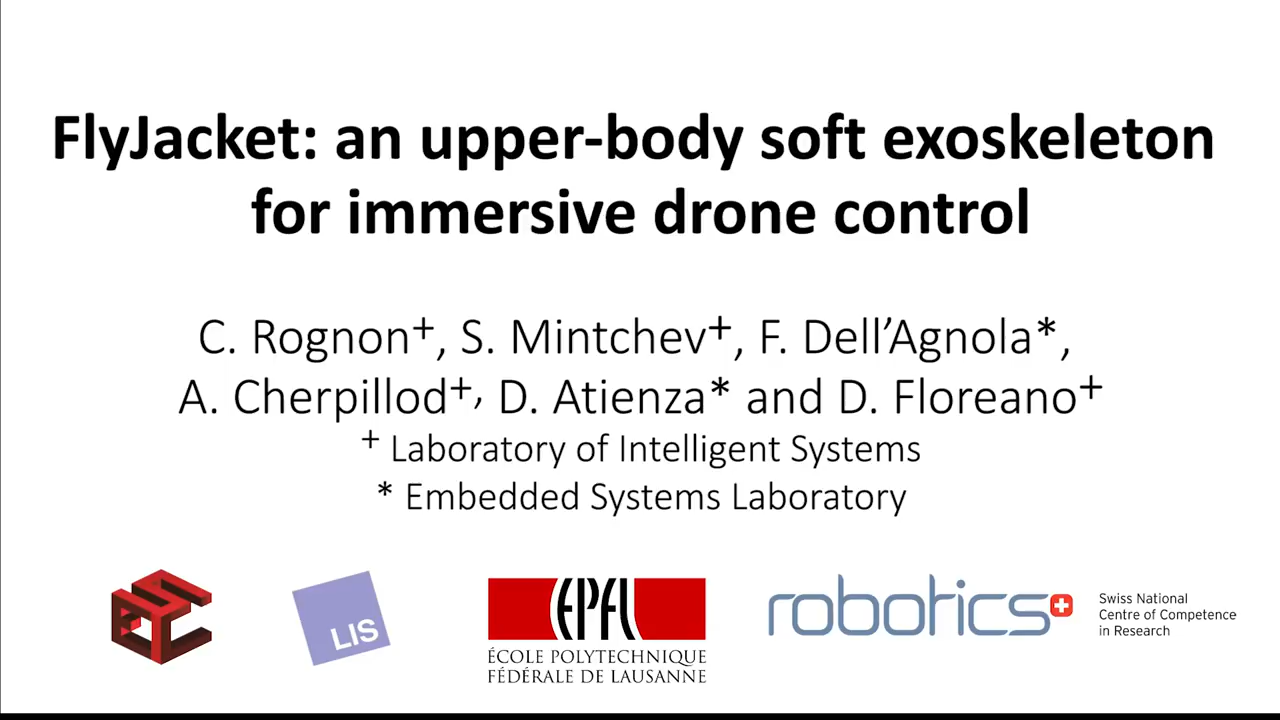 FlyJacket: an upper-body soft exoskeleton
for immersive drone control
C. Rognon+, S. Mintchev+, F. Dell’Agnola*,
A. Cherpillod+, D. Atienza* and D. Floreano+
+ Laboratory of Intelligent Systems
* Embedded Systems Laboratory
ESL
LIS
EPFL
ÉCOLE POLYTECHNIQUE
FÉDÉRALE DE LAUSANNE
robotics+
Swiss National
Centre of Competence
in Research